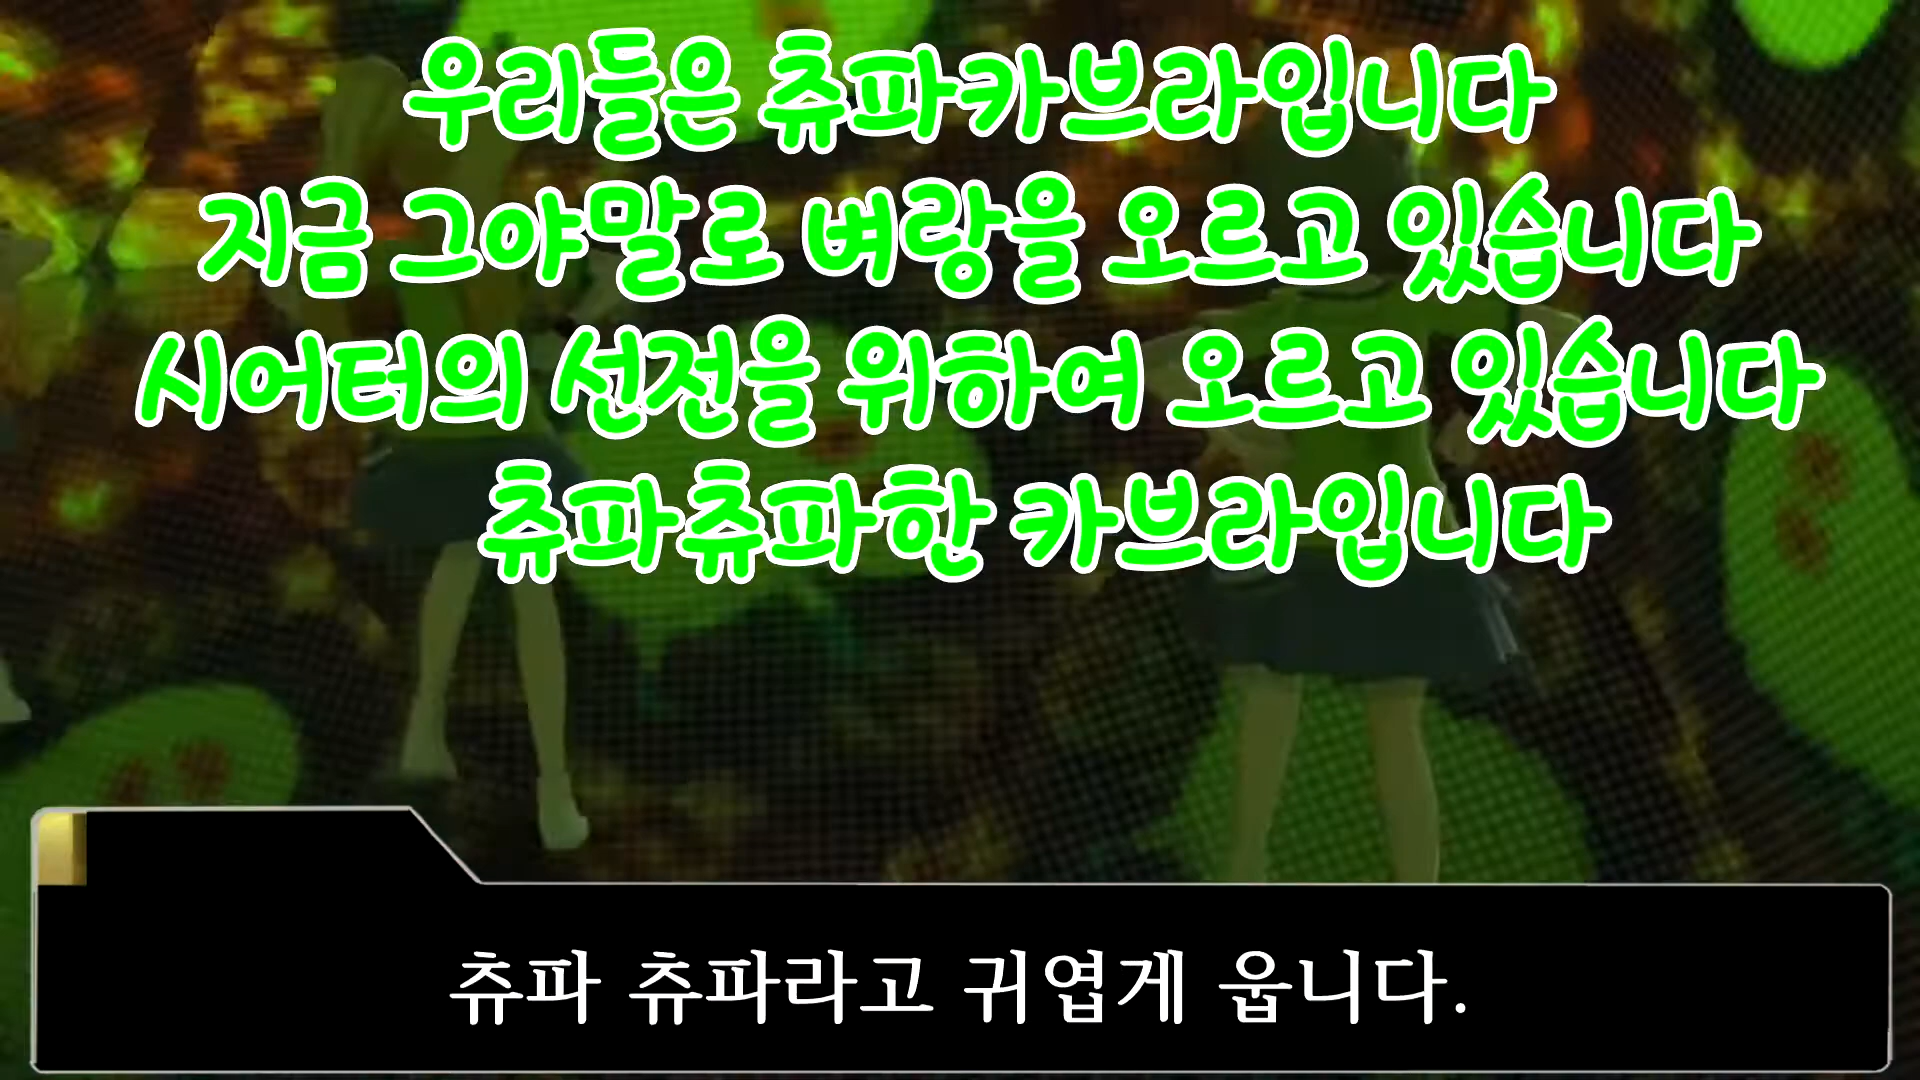 우리들은 츄파카브라입니다
지금 그야말로 벼랑을 오르고 있습니다
시어터의 선전을 위하여 오르고 있습니다
츄파츄파한 카브라입니다
츄파 츄파라고 귀엽게 웁니다.